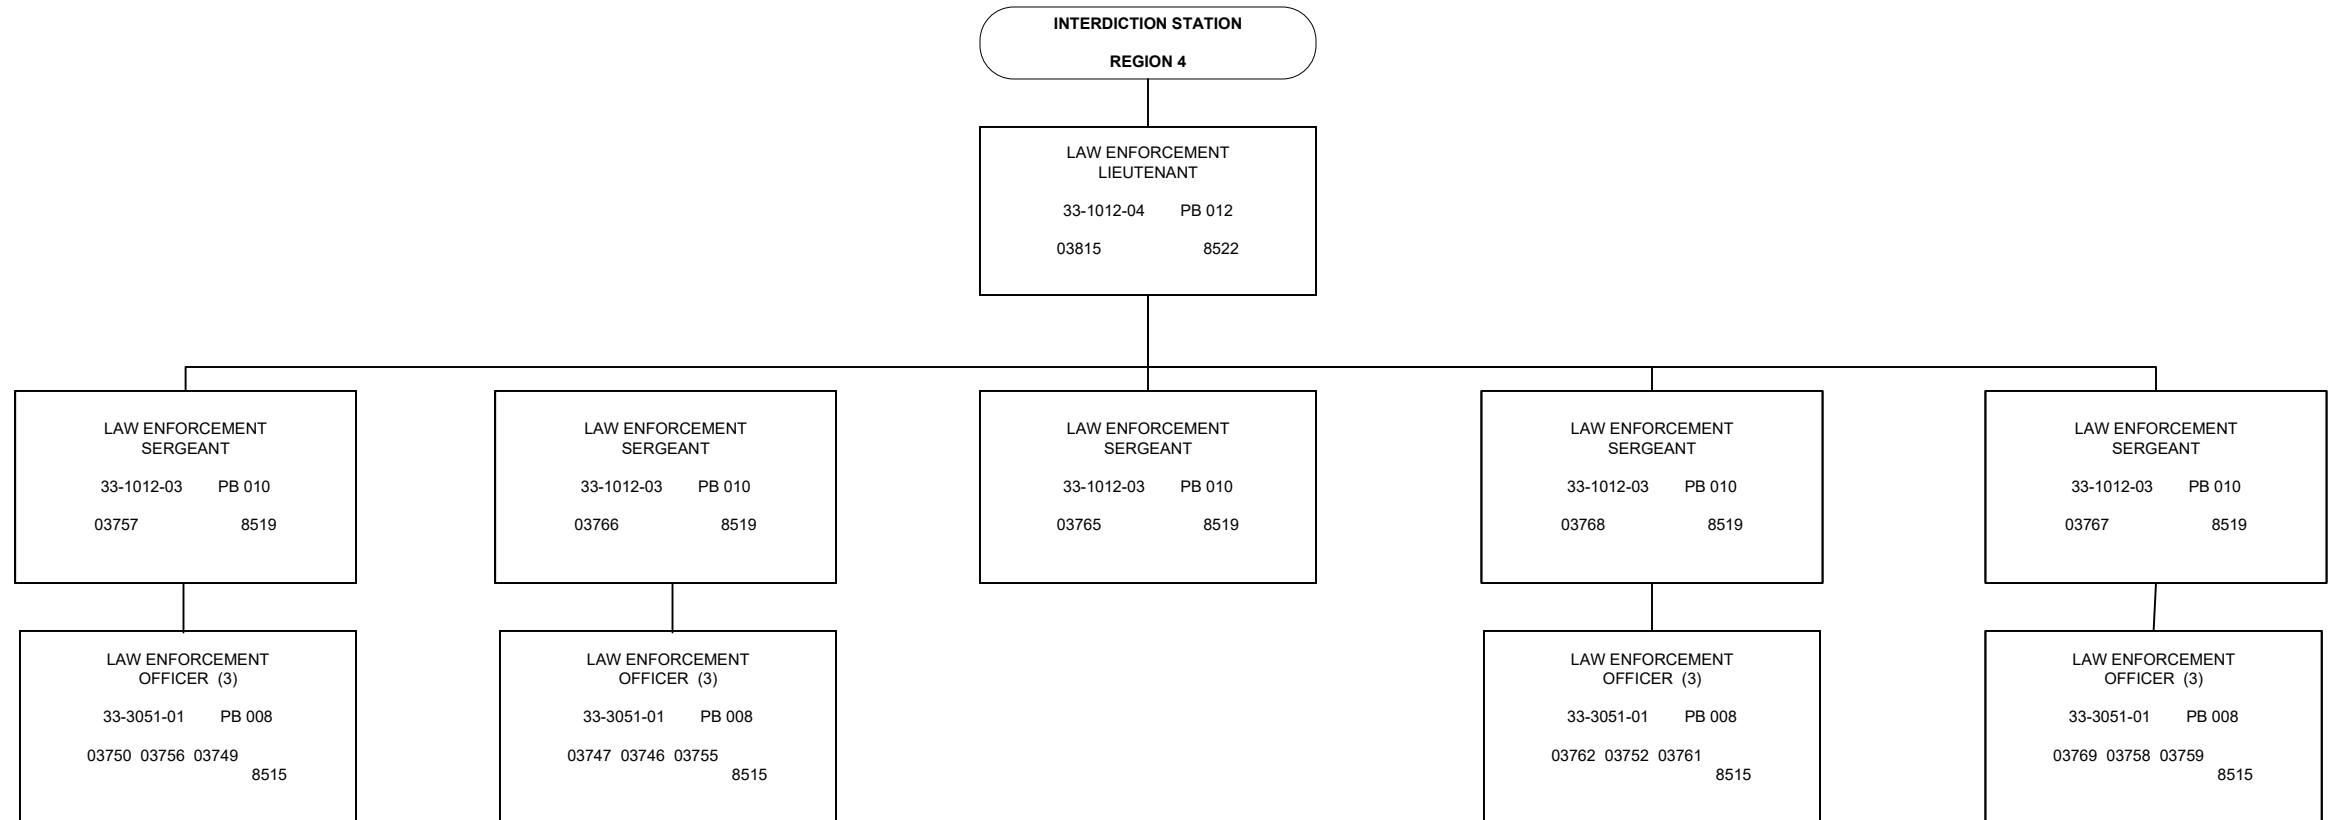 INTERDICTION STATION
REGION 4
LAW ENFORCEMENT
LIEUTENANT
33-1012-04 PB 012
03815 8522
LAW ENFORCEMENT
SERGEANT
33-1012-03 PB 010
03757 8519
LAW ENFORCEMENT
SERGEANT
33-1012-03 PB 010
03766 8519
LAW ENFORCEMENT
SERGEANT
33-1012-03 PB 010
03765 8519
LAW ENFORCEMENT
SERGEANT
33-1012-03 PB 010
03768 8519
LAW ENFORCEMENT
SERGEANT
33-1012-03 PB 010
03767 8519
LAW ENFORCEMENT
OFFICER (3)
33-3051-01 PB 008
03750 03756 03749
8515
LAW ENFORCEMENT
OFFICER (3)
33-3051-01 PB 008
03747 03746 03755
8515
LAW ENFORCEMENT
OFFICER (3)
33-3051-01 PB 008
03762 03752 03761
8515
LAW ENFORCEMENT
OFFICER (3)
33-3051-01 PB 008
03769 03758 03759
8515